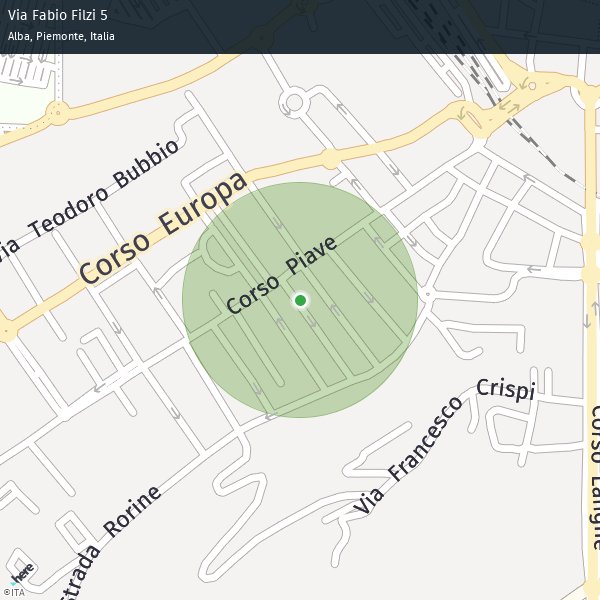 Via Fabio Filzi 5
Alba, Piemonte, Italia
Via Teodoro Bubbio
Corso Europa
Corso Piave
Via Francesco Crispi
Corso Langhe
Strada Rorine
here
©ITA